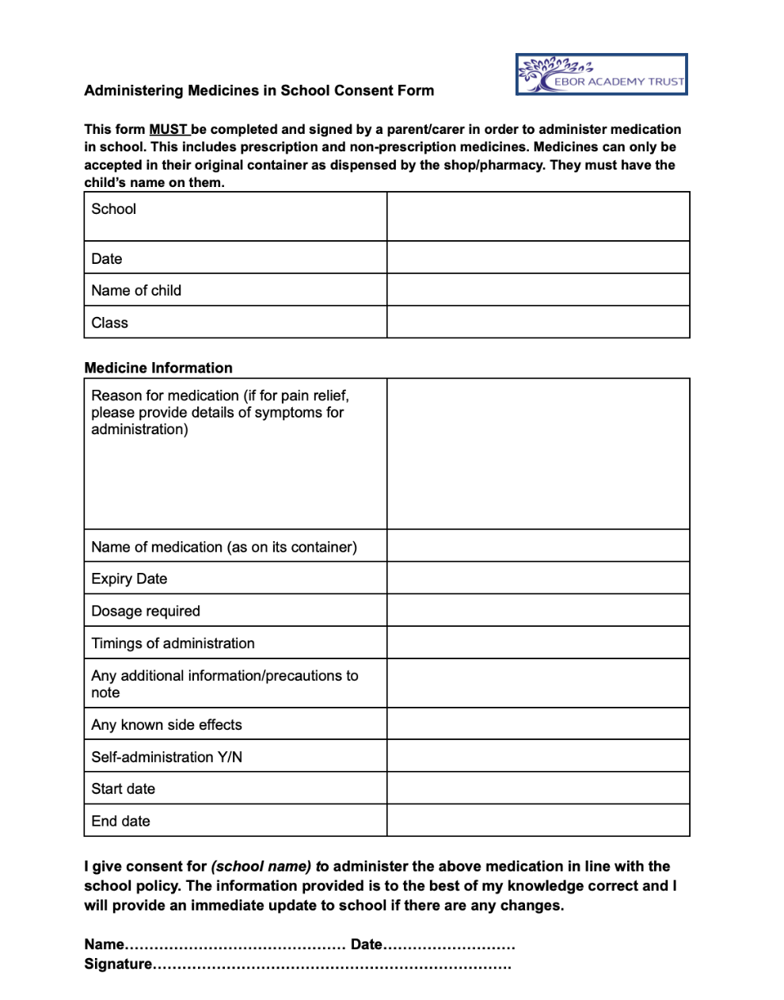 EBOR ACADEMY TRUST
Administering Medicines in School Consent Form
This form MUST be completed and signed by a parent/carer in order to administer medication
in school. This includes prescription and non-prescription medicines. Medicines can only be
accepted in their original container as dispensed by the shop/pharmacy. They must have the
child's name on them.
School
Date
Name of child
Class
Medicine Information
Reason for medication (if for pain relief,
please provide details of symptoms for
administration)
Name of medication (as on its container)
Expiry Date
Dosage required
Timings of administration
Any additional information/precautions to
note
Any known side effects
Self-administration Y/N
Start date
End date
I give consent for (school name) to administer the above medication in line with the
school policy. The information provided is to the best of my knowledge correct and I
will provide an immediate update to school if there are any changes.
Name…………………………………….. Date………………………
Signature……………………………………………………………….